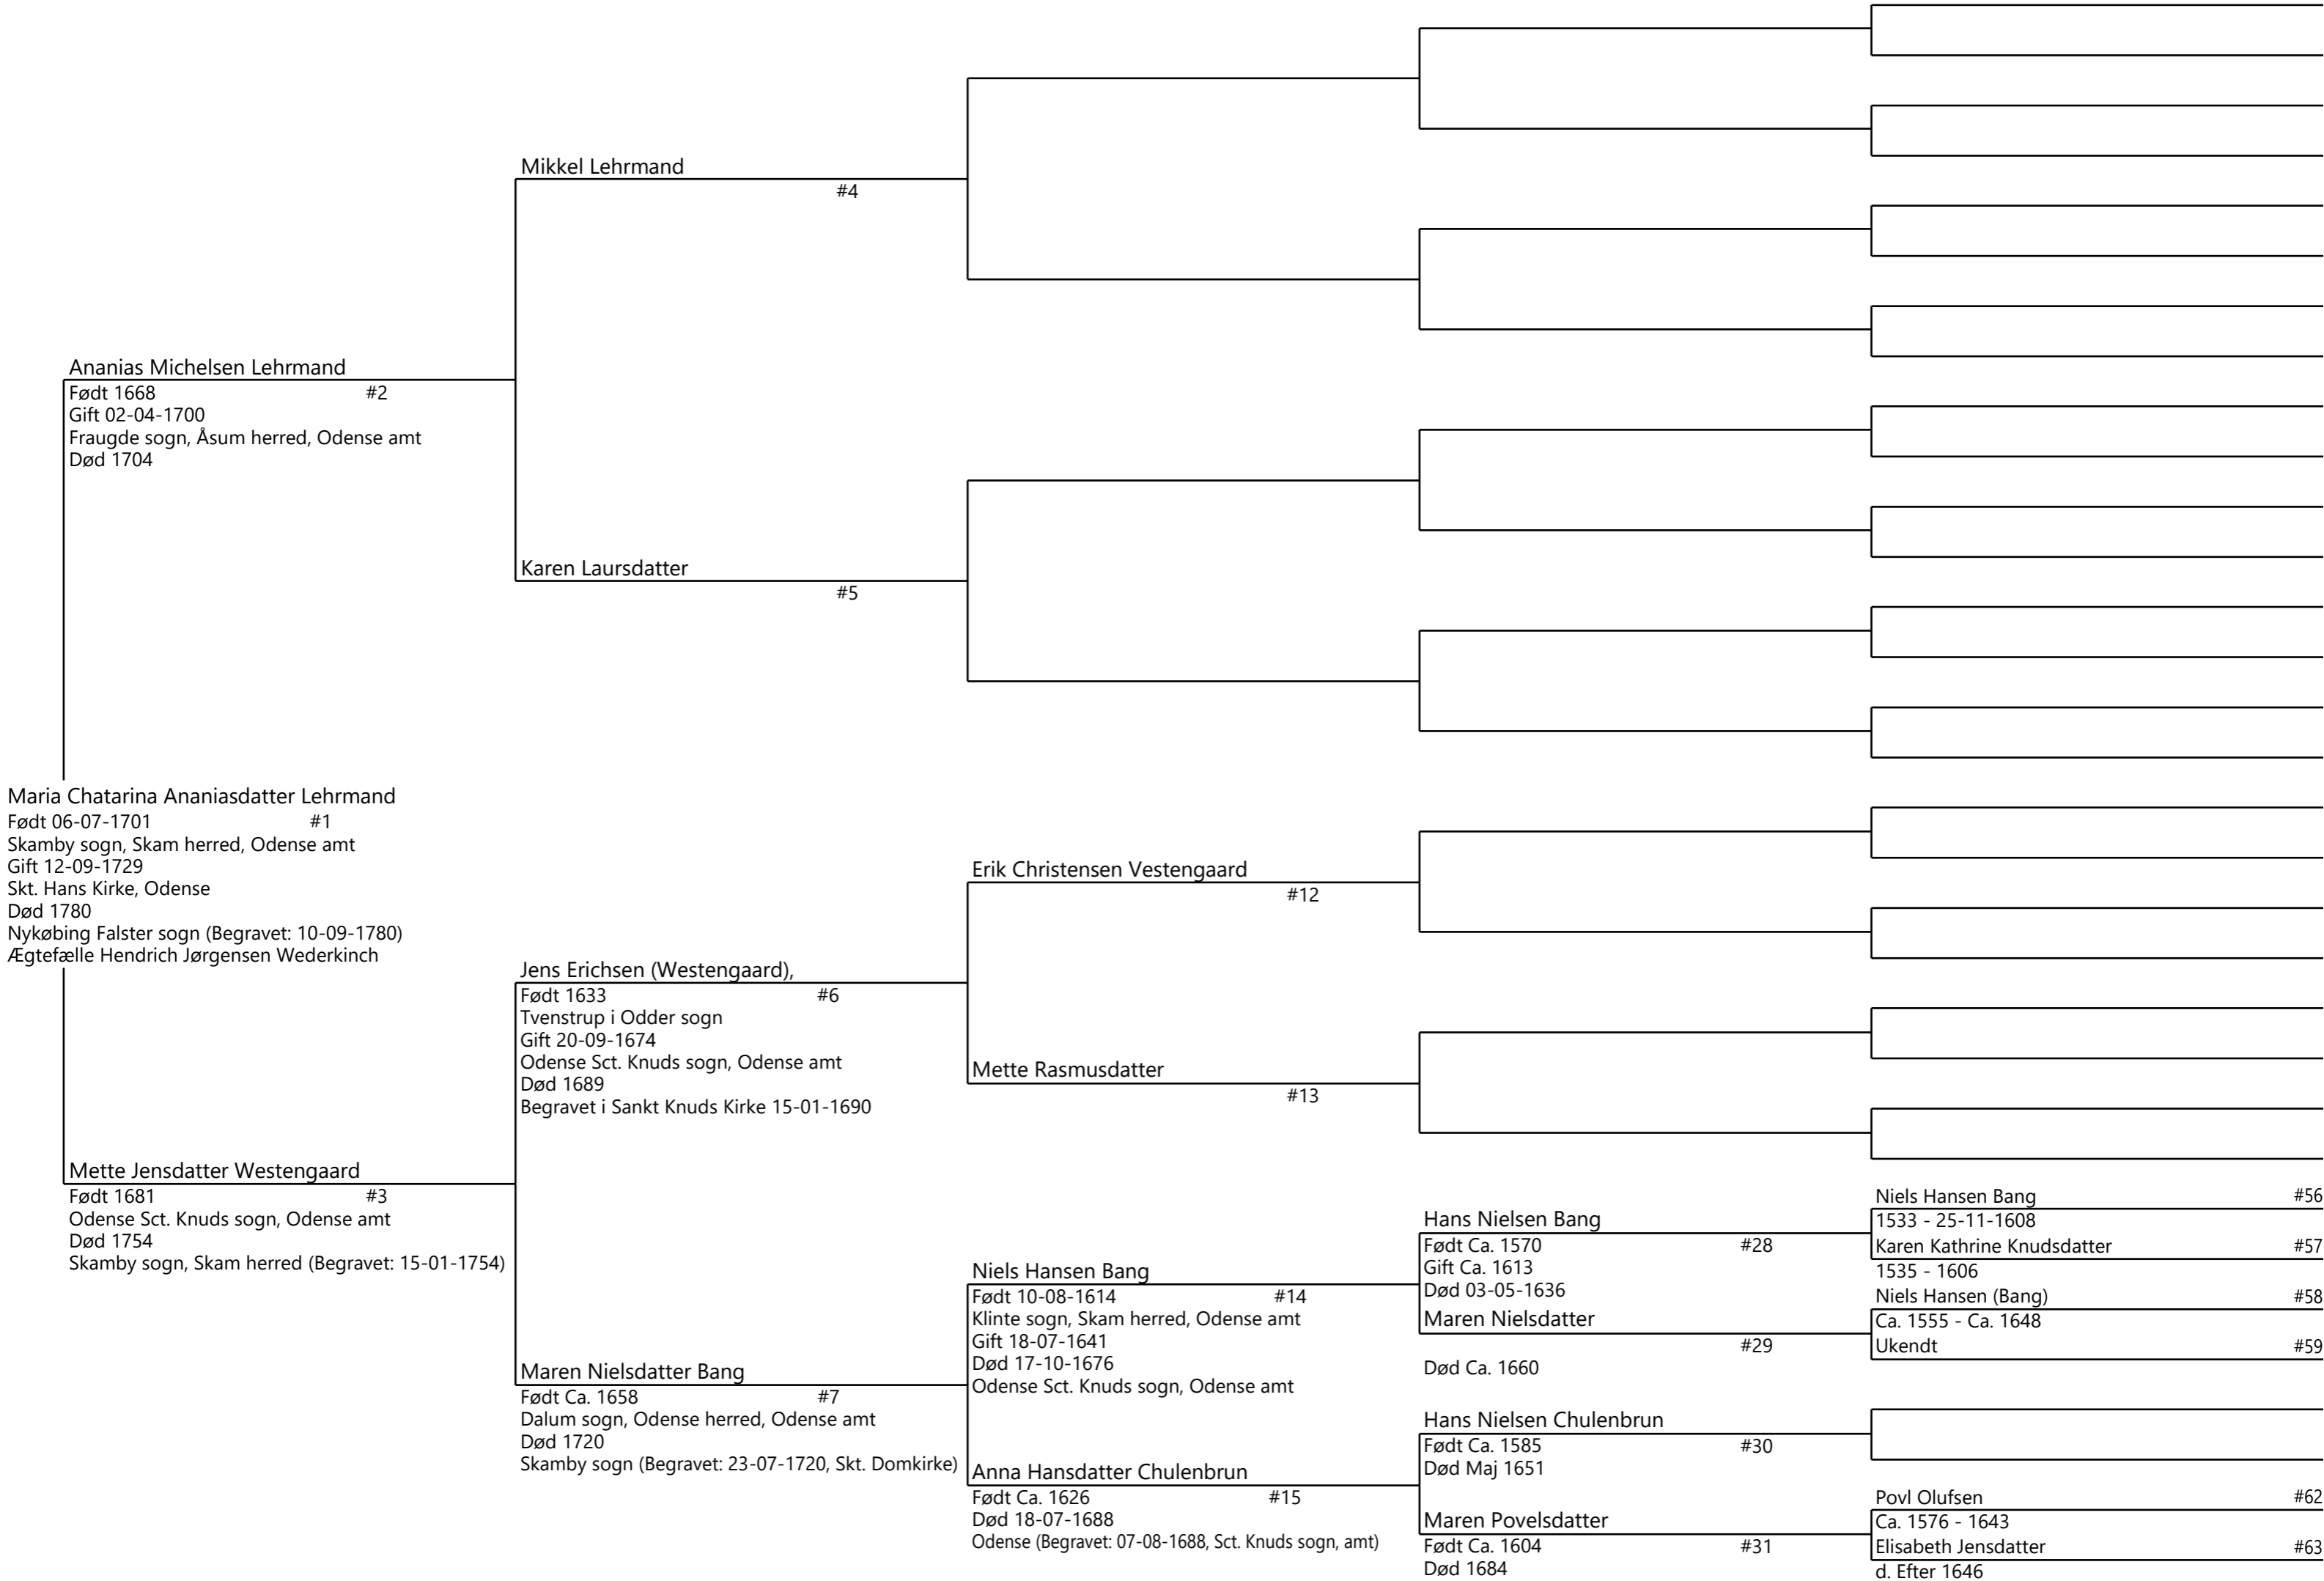 Maria Chatarina Ananiasdatter Lehrmand
Født 06-07-1701 #1
Skamby sogn, Skam herred, Odense amt
Gift 12-09-1729
Skt. Hans Kirke, Odense
Død 1780
Nykøbing Falster sogn (Begravet: 10-09-1780)
Ægtefælle Hendrich Jørgensen Wederkinch
Ananias Michelsen Lehrmand
Født 1668 #2
Gift 02-04-1700
Fraugde sogn, Åsum herred, Odense amt
Død 1704
Mette Jensdatter Westengaard
Født 1681 #3
Odense Sct. Knuds sogn, Odense amt
Død 1754
Skamby sogn, Skam herred (Begravet: 15-01-1754)
Mikkel Lehrmand
#4
Karen Laursdatter
#5
Jens Erichsen (Westengaard),
Født 1633 #6
Tvenstrup i Odder sogn
Gift 20-09-1674
Odense Sct. Knuds sogn, Odense amt
Død 1689
Begravet i Sankt Knuds Kirke 15-01-1690
Maren Nielsdatter Bang
Født Ca. 1658 #7
Dalum sogn, Odense herred, Odense amt
Død 1720
Skamby sogn (Begravet: 23-07-1720, Skt. Domkirke)
Erik Christensen Vestengaard
#12
Mette Rasmusdatter
#13
Niels Hansen Bang
Født 10-08-1614 #14
Klinte sogn, Skam herred, Odense amt
Gift 18-07-1641
Død 17-10-1676
Odense Sct. Knuds sogn, Odense amt
Anna Hansdatter Chulenbrun
Født Ca. 1626 #15
Død 18-07-1688
Odense (Begravet: 07-08-1688, Sct. Knuds sogn, amt)
Hans Nielsen Bang
Født Ca. 1570 #28
Gift Ca. 1613
Død 03-05-1636
Maren Nielsdatter
#29
Død Ca. 1660
Hans Nielsen Chulenbrun
Født Ca. 1585 #30
Død Maj 1651
Maren Povelsdatter
Født Ca. 1604 #31
Død 1684
Niels Hansen Bang #56
1533 - 25-11-1608
Karen Kathrine Knudsdatter #57
1535 - 1606
Niels Hansen (Bang) #58
Ca. 1555 - Ca. 1648
Ukendt #59
Povl Olufsen #62
Ca. 1576 - 1643
Elisabeth Jensdatter #63
d. Efter 1646